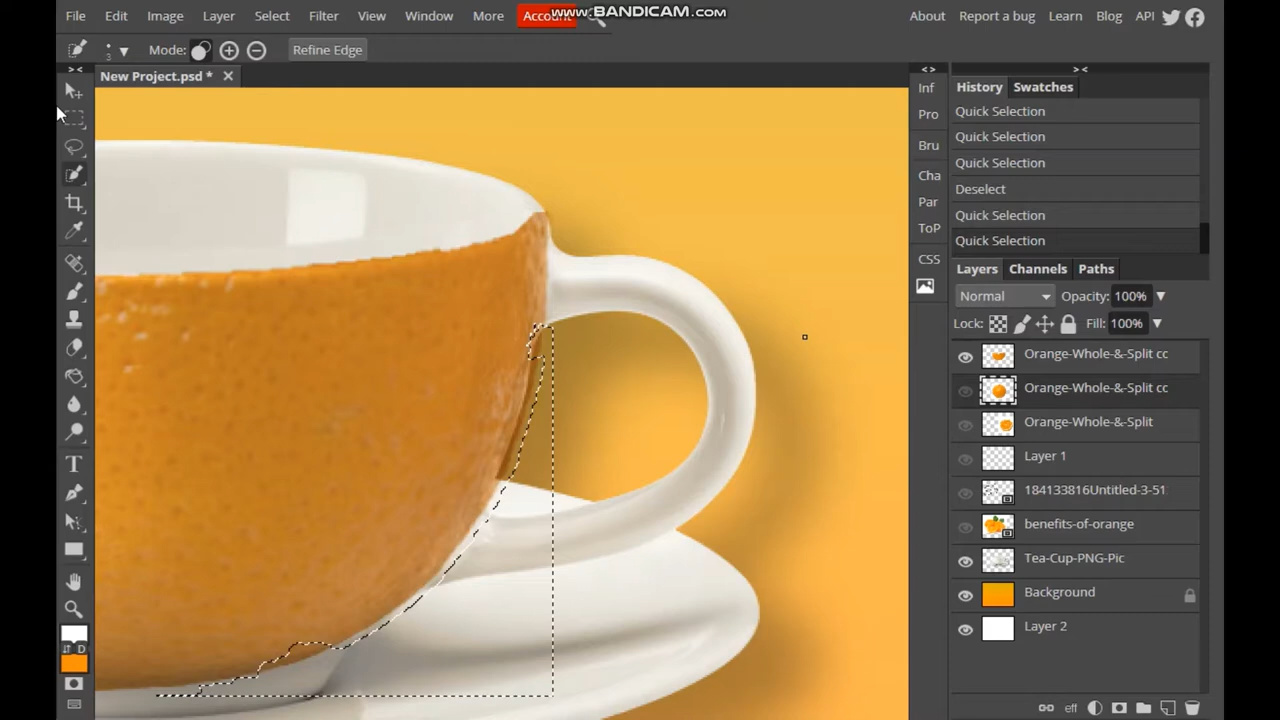 www.BANDICAM.com
File Edit Image Layer Select Filter View Window More Account About Report a bug Learn Blog API
3 Mode: Refine Edge
New Project.psd *
History Swatches
Quick Selection
Quick Selection
Quick Selection
Deselect
Quick Selection
Quick Selection
Inf
Pro
Bru
Cha
Par
ToP
CSS
Layers Channels Paths
Normal Opacity: 100%
Lock: Fill: 100%
Orange-Whole-&-Split cc
Orange-Whole-&-Split cc
Orange-Whole-&-Split
Layer 1
184133816Untitled-3-51
benefits-of-orange
Tea-Cup-PNG-Pic
Background
Layer 2
T
D
eff